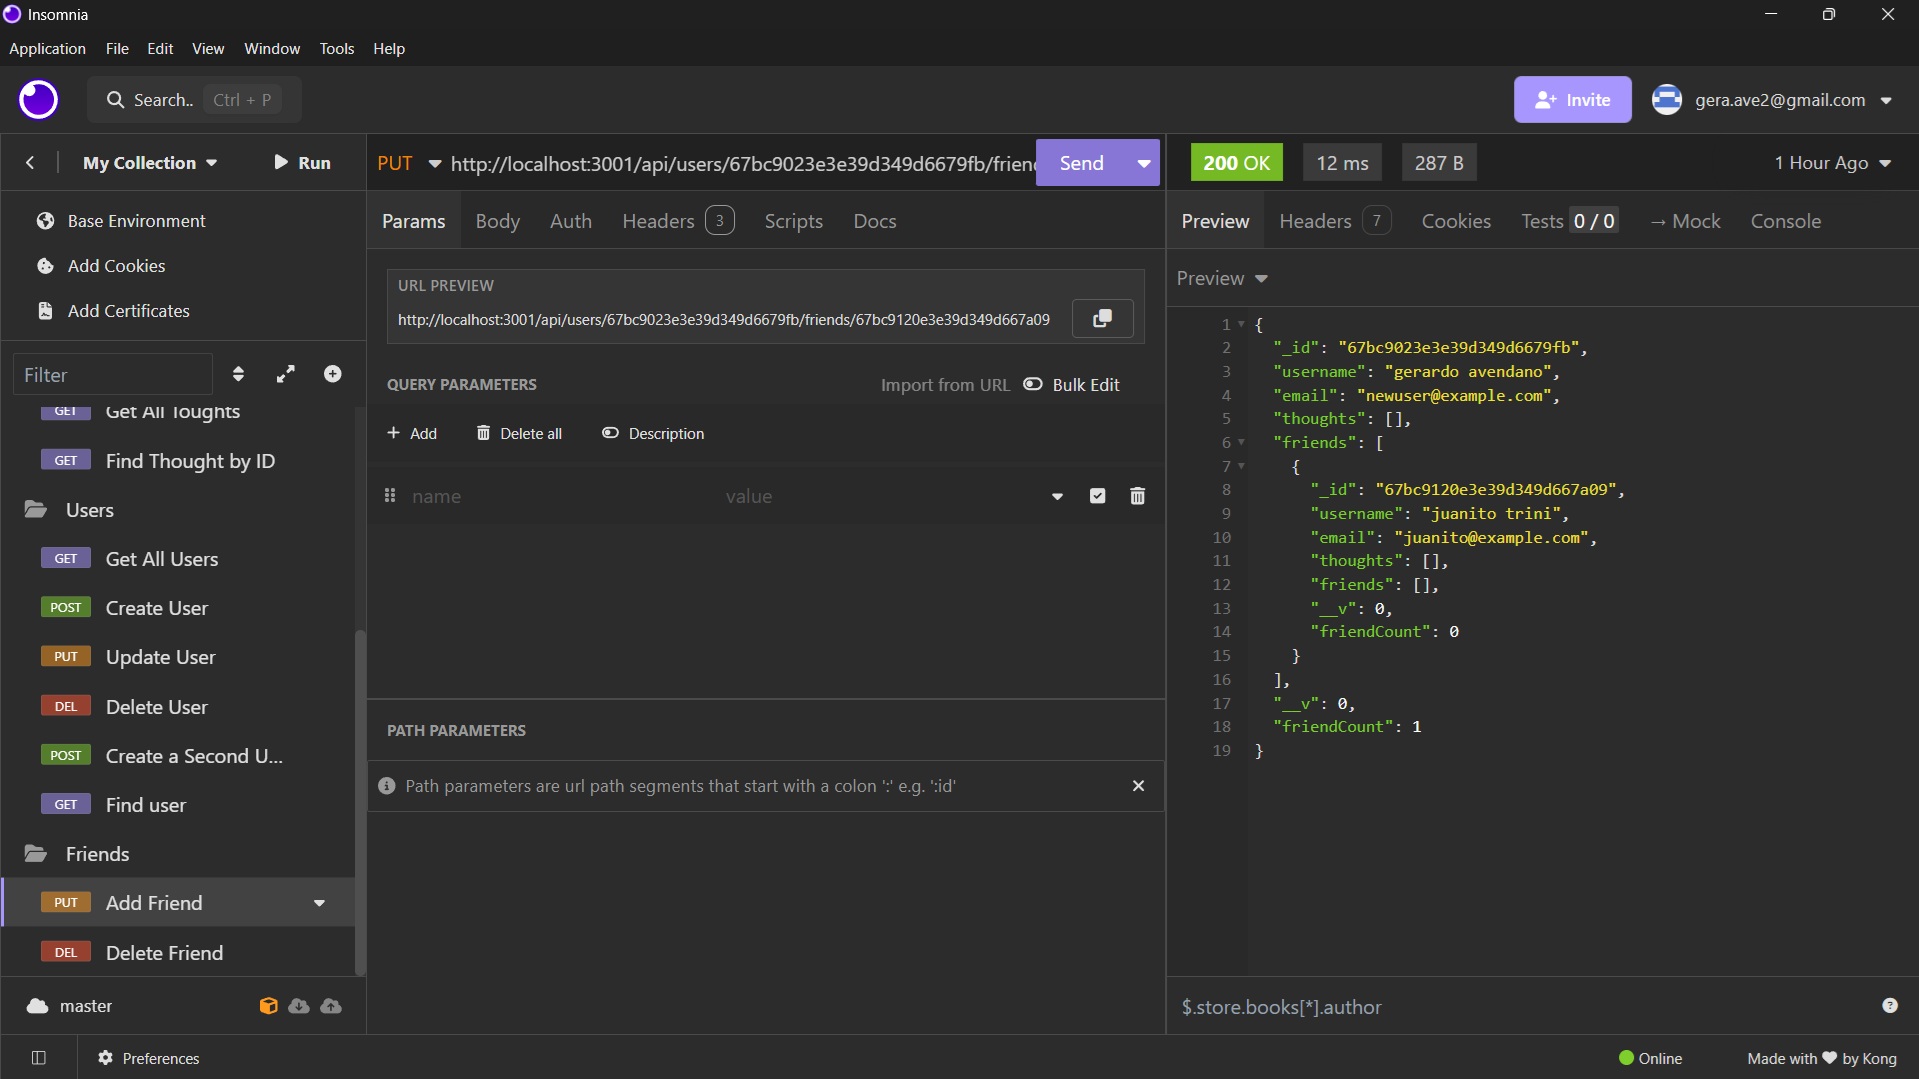 Insomnia
Application File Edit View Window Tools Help
Search.. Ctrl + P
Invite
gera.ave2@gmail.com
My Collection
Run
PUT http://localhost:3001/api/users/67bc9023e3e39d349d6679fb/frien
Send
200 OK 12 ms 287 B
1 Hour Ago
Base Environment
Add Cookies
Add Certificates
Filter
GET Get All Toughts
GET Find Thought by ID
Users
GET Get All Users
POST Create User
PUT Update User
DEL Delete User
POST Create a Second U...
GET Find user
Friends
PUT Add Friend
DEL Delete Friend
master
Preferences
Params Body Auth Headers 3 Scripts Docs
URL PREVIEW
http://localhost:3001/api/users/67bc9023e3e39d349d6679fb/friends/67bc9120e3e39d349d667a09
QUERY PARAMETERS Import from URL Bulk Edit
+ Add Delete all Description
name value
PATH PARAMETERS
Path parameters are url path segments that start with a colon ':' e.g. ':id'
Preview Headers 7 Cookies Tests 0 / 0 → Mock Console
Preview
1 {
2 "_id": "67bc9023e3e39d349d6679fb",
3 "username": "gerardo avendano",
4 "email": "newuser@example.com",
5 "thoughts": [],
6 "friends": [
7 {
8 "_id": "67bc9120e3e39d349d667a09",
9 "username": "juanito trini",
10 "email": "juanito@example.com",
11 "thoughts": [],
12 "friends": [],
13 "__v": 0,
14 "friendCount": 0
15 }
16 ],
17 "__v": 0,
18 "friendCount": 1
19 }
$.store.books[*].author
Online
Made with ♥ by Kong